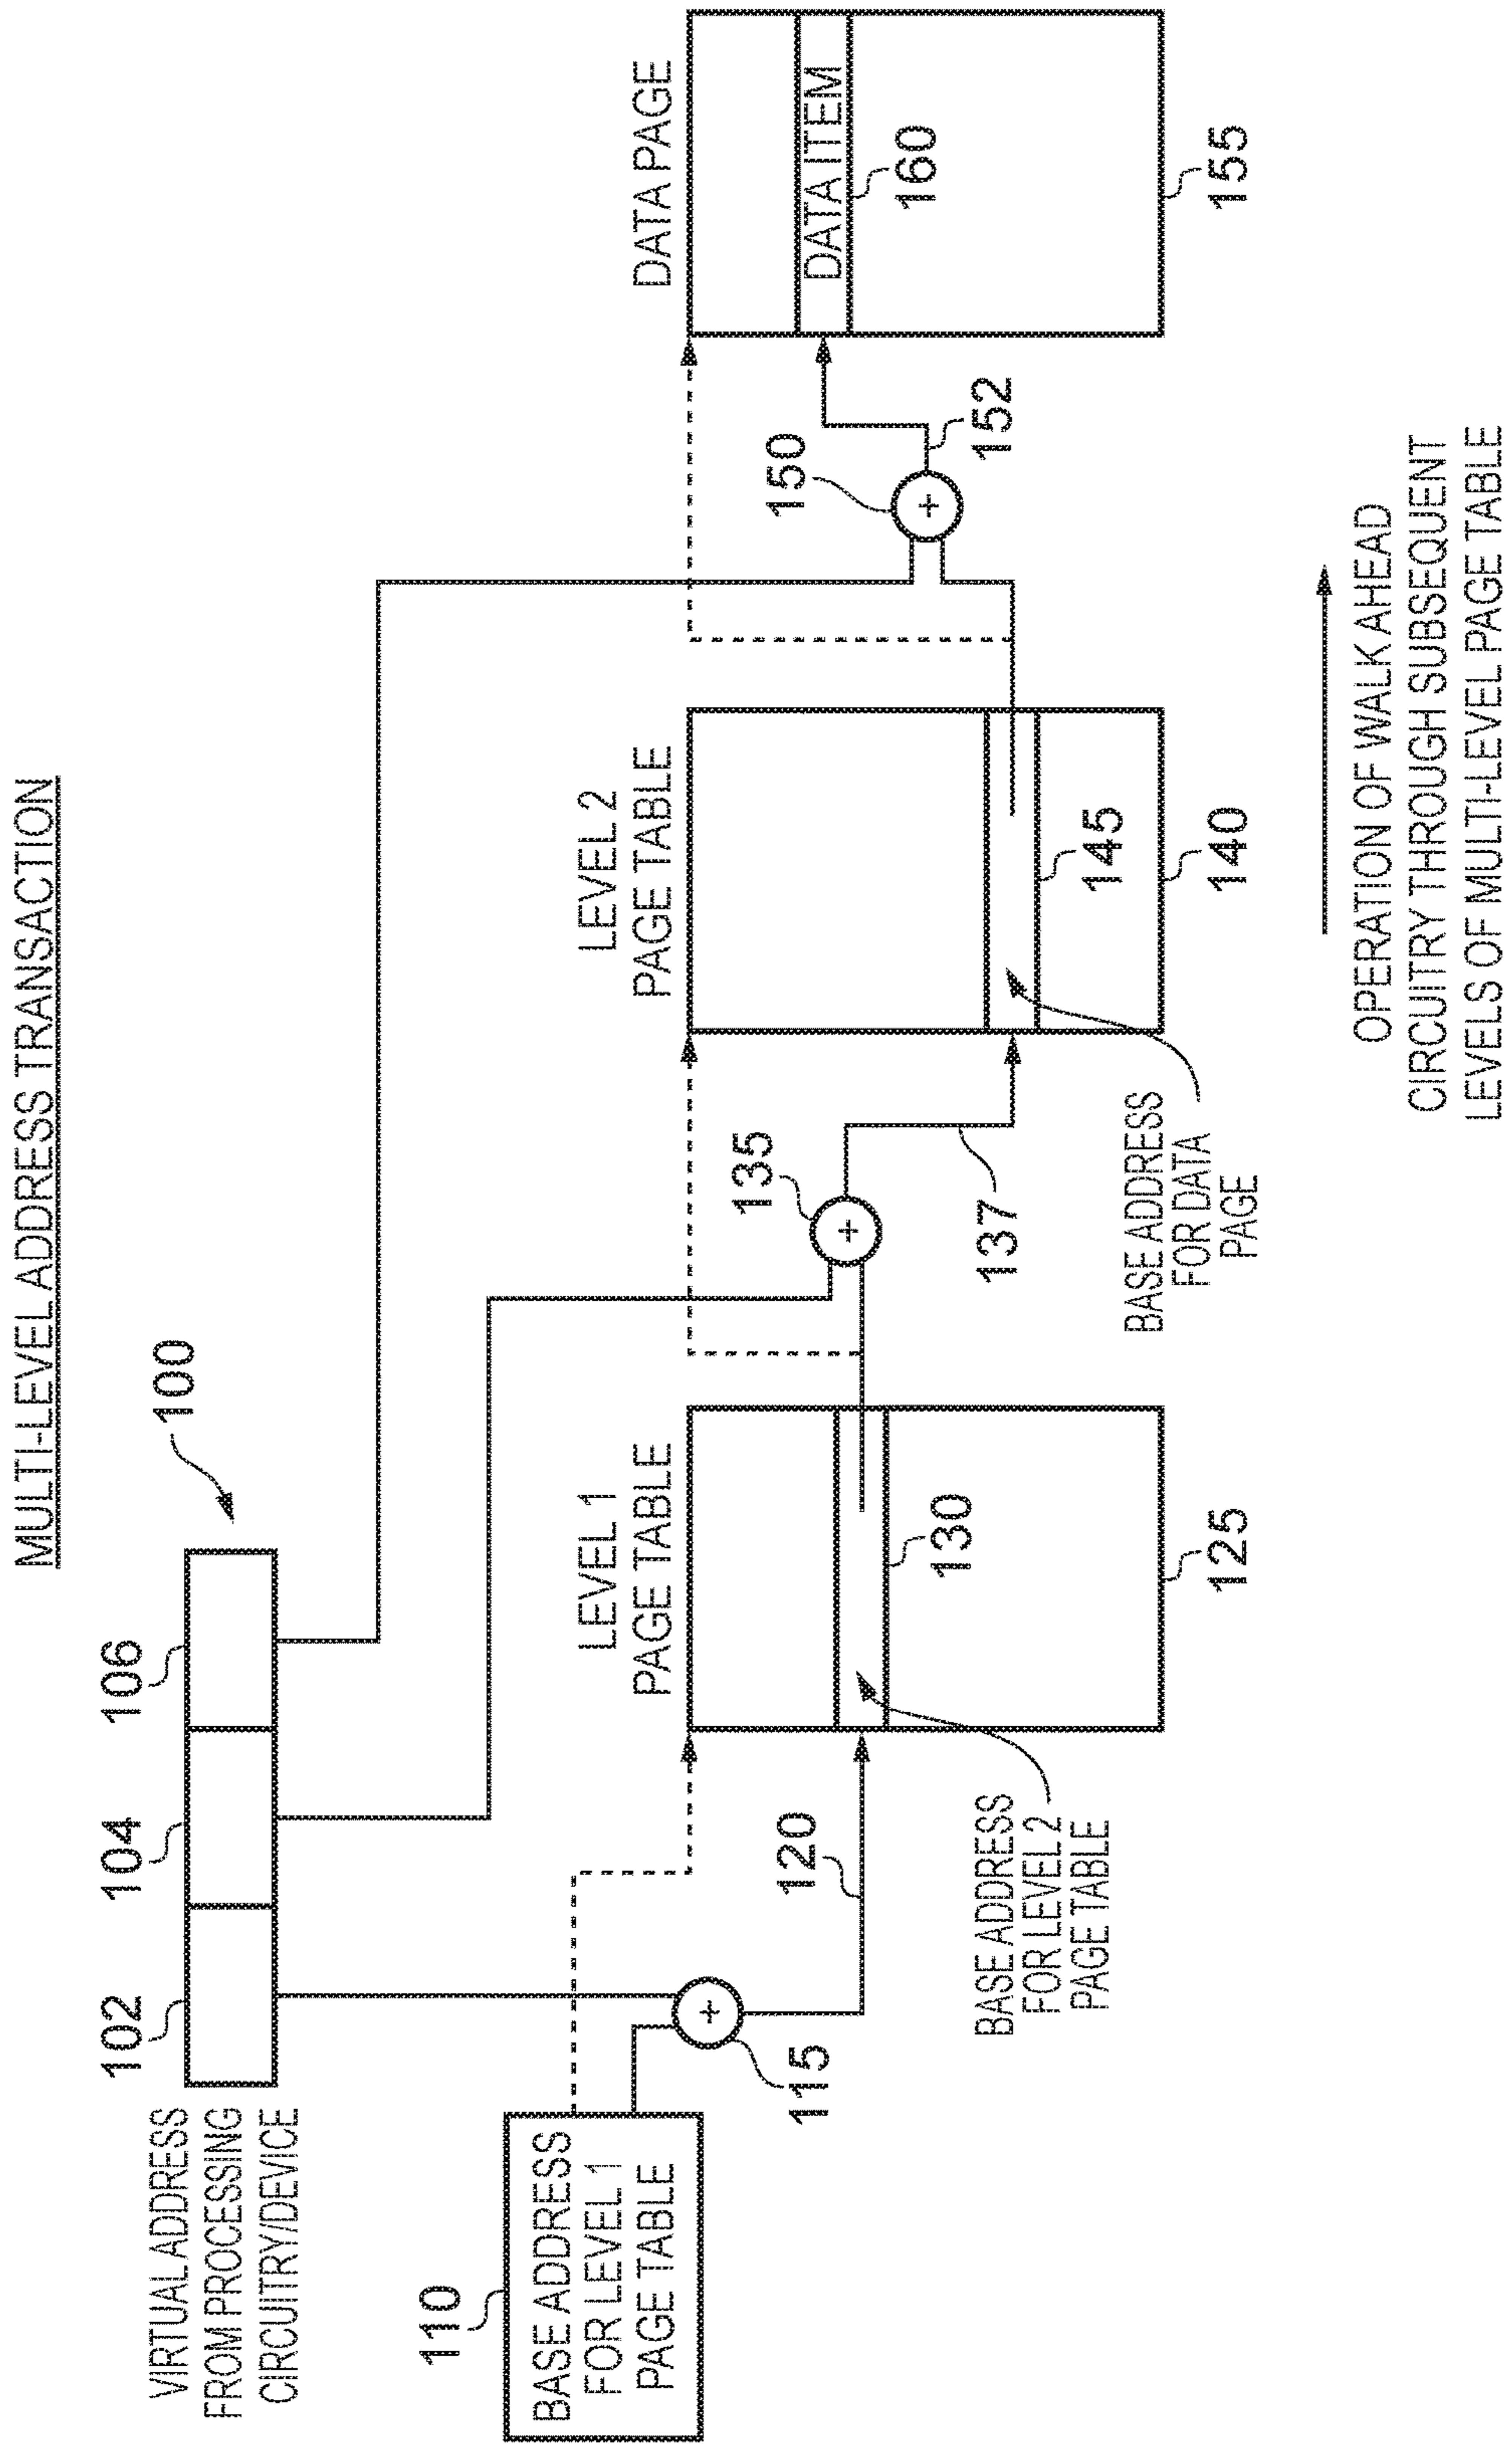 MULTI-LEVEL ADDRESS TRANSACTION
VIRTUAL ADDRESS
FROM PROCESSING
CIRCUITRY/DEVICE
102
104
106
100
110
BASE ADDRESS
FOR LEVEL 1
PAGE TABLE
115
+
120
LEVEL 1
PAGE TABLE
130
125
BASE ADDRESS
FOR LEVEL 2
PAGE TABLE
135
+
137
LEVEL 2
PAGE TABLE
145
140
BASE ADDRESS
FOR DATA
PAGE
150
+
152
DATA PAGE
DATA ITEM
160
155
OPERATION OF WALK AHEAD
CIRCUITRY THROUGH SUBSEQUENT
LEVELS OF MULTI-LEVEL PAGE TABLE